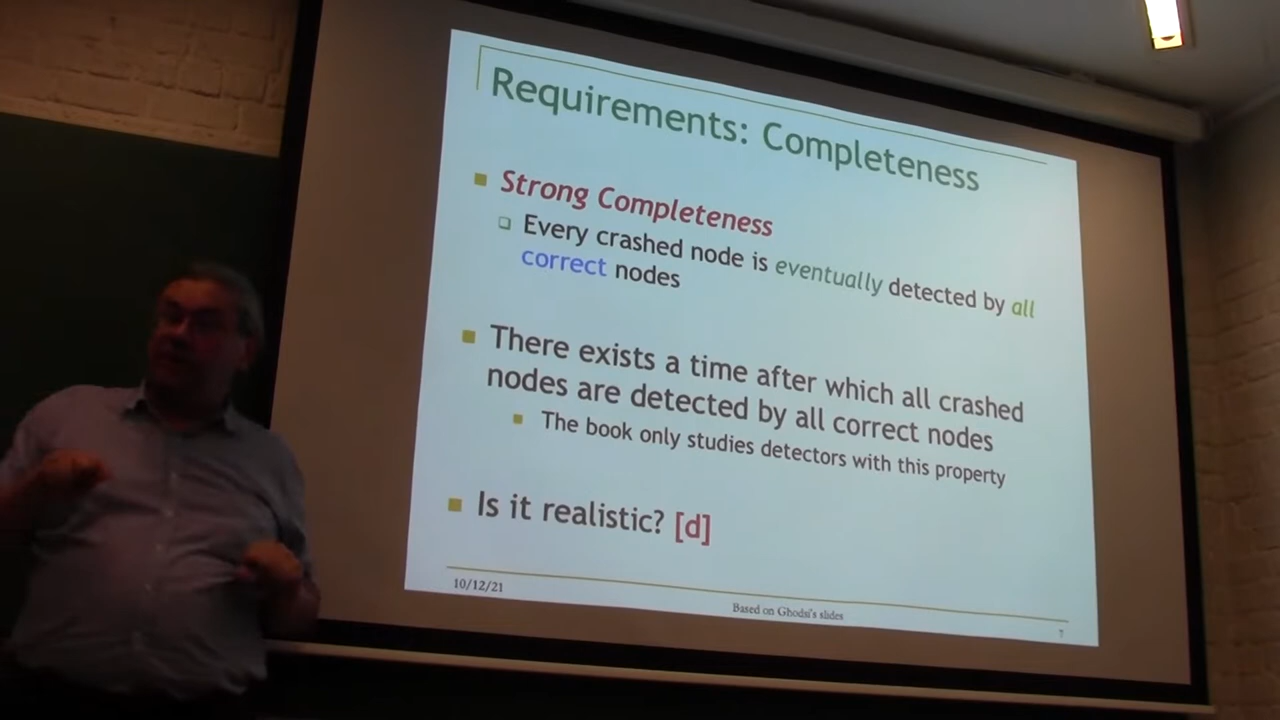 Requirements: Completeness
Strong Completeness
Every crashed node is eventually detected by all
correct nodes
There exists a time after which all crashed
nodes are detected by all correct nodes
The book only studies detectors with this property
Is it realistic? [d]
10/12/21
Based on Ghodsi's slides
7